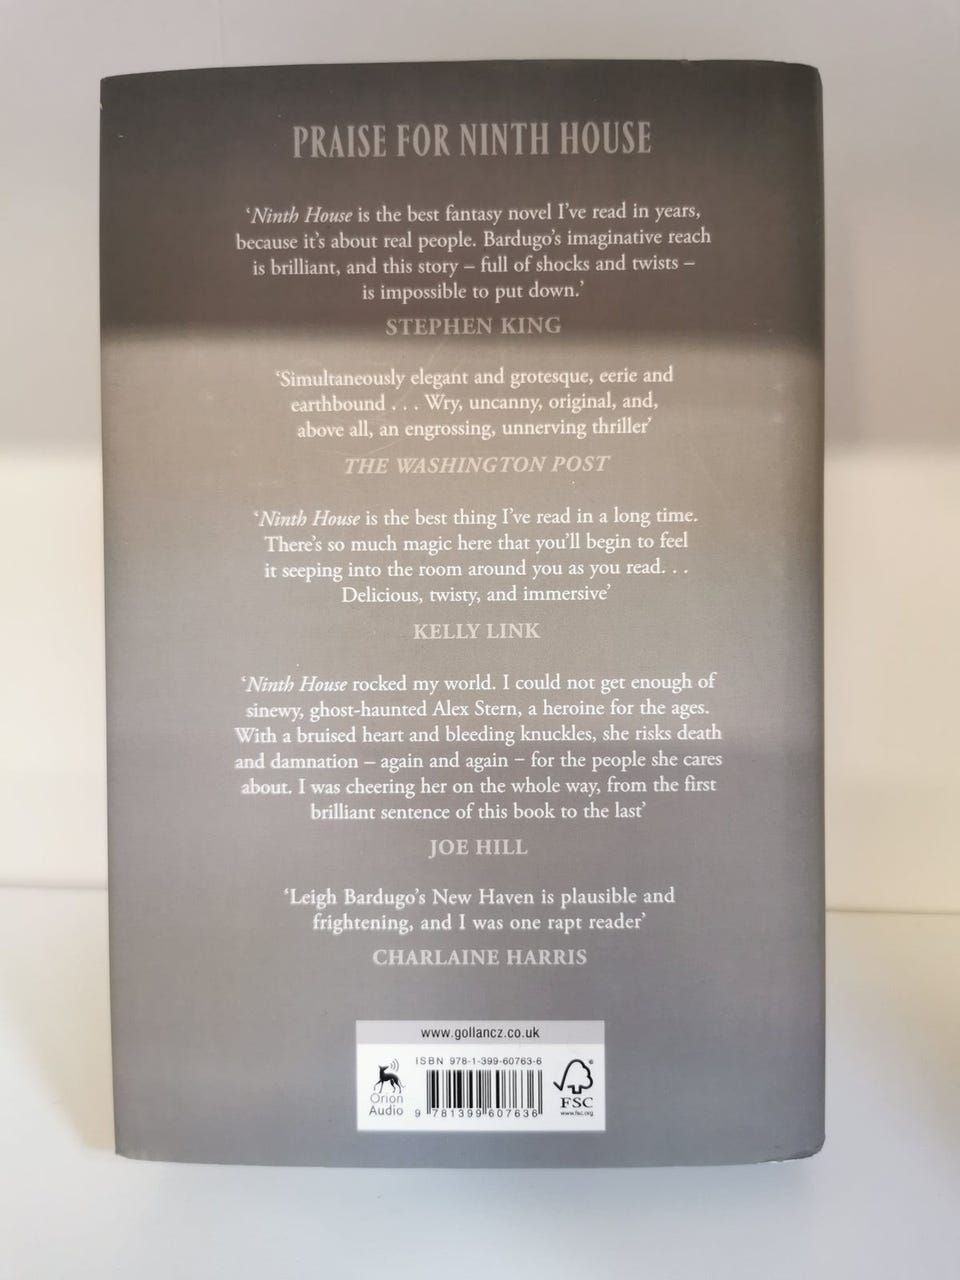 PRAISE FOR NINTH HOUSE
‘Ninth House is the best fantasy novel I’ve read in years,
because it’s about real people. Bardugo’s imaginative reach
is brilliant, and this story – full of shocks and twists –
is impossible to put down.’
STEPHEN KING
‘Simultaneously elegant and grotesque, eerie and
earthbound . . . Wry, uncanny, original, and,
above all, an engrossing, unnerving thriller’
THE WASHINGTON POST
‘Ninth House is the best thing I’ve read in a long time.
There’s so much magic here that you’ll begin to feel
it seeping into the room around you as you read. . .
Delicious, twisty, and immersive’
KELLY LINK
‘Ninth House rocked my world. I could not get enough of
sinewy, ghost-haunted Alex Stern, a heroine for the ages.
With a bruised heart and bleeding knuckles, she risks death
and damnation – again and again – for the people she cares
about. I was cheering her on the whole way, from the first
brilliant sentence of this book to the last’
JOE HILL
‘Leigh Bardugo’s New Haven is plausible and
frightening, and I was one rapt reader’
CHARLAINE HARRIS
www.gollancz.co.uk
ISBN 978-1-399-60763-6
Orion
Audio
9 781399 607636
FSC
www.fsc.org